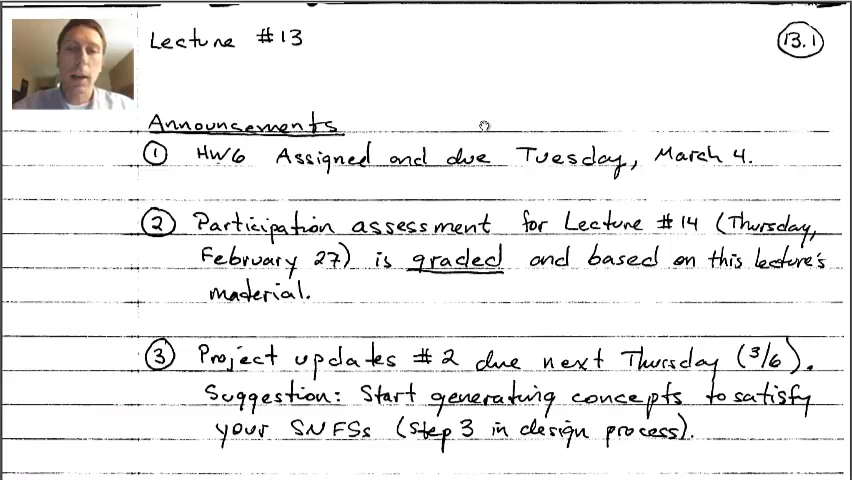 Lecture #13
13.1
Announcements
① HW6 Assigned and due Tuesday, March 4.
② Participation assessment for Lecture #14 (Thursday,
February 27) is graded and based on this lecture's
material.
③ Project updates #2 due next Thursday (3/6).
Suggestion: Start generating concepts to satisfy
your SNFSs (Step 3 in design process).